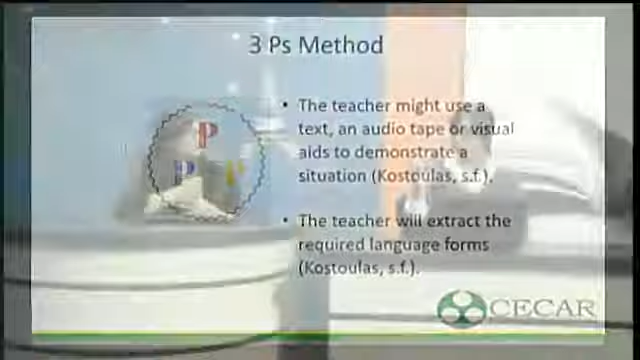 3 Ps Method
• The teacher might use a
text, an audio tape or visual
aids to demonstrate a
situation (Kostoulas, s.f.).
• The teacher will extract the
required language forms
(Kostoulas, s.f.).
P
P P
CECAR